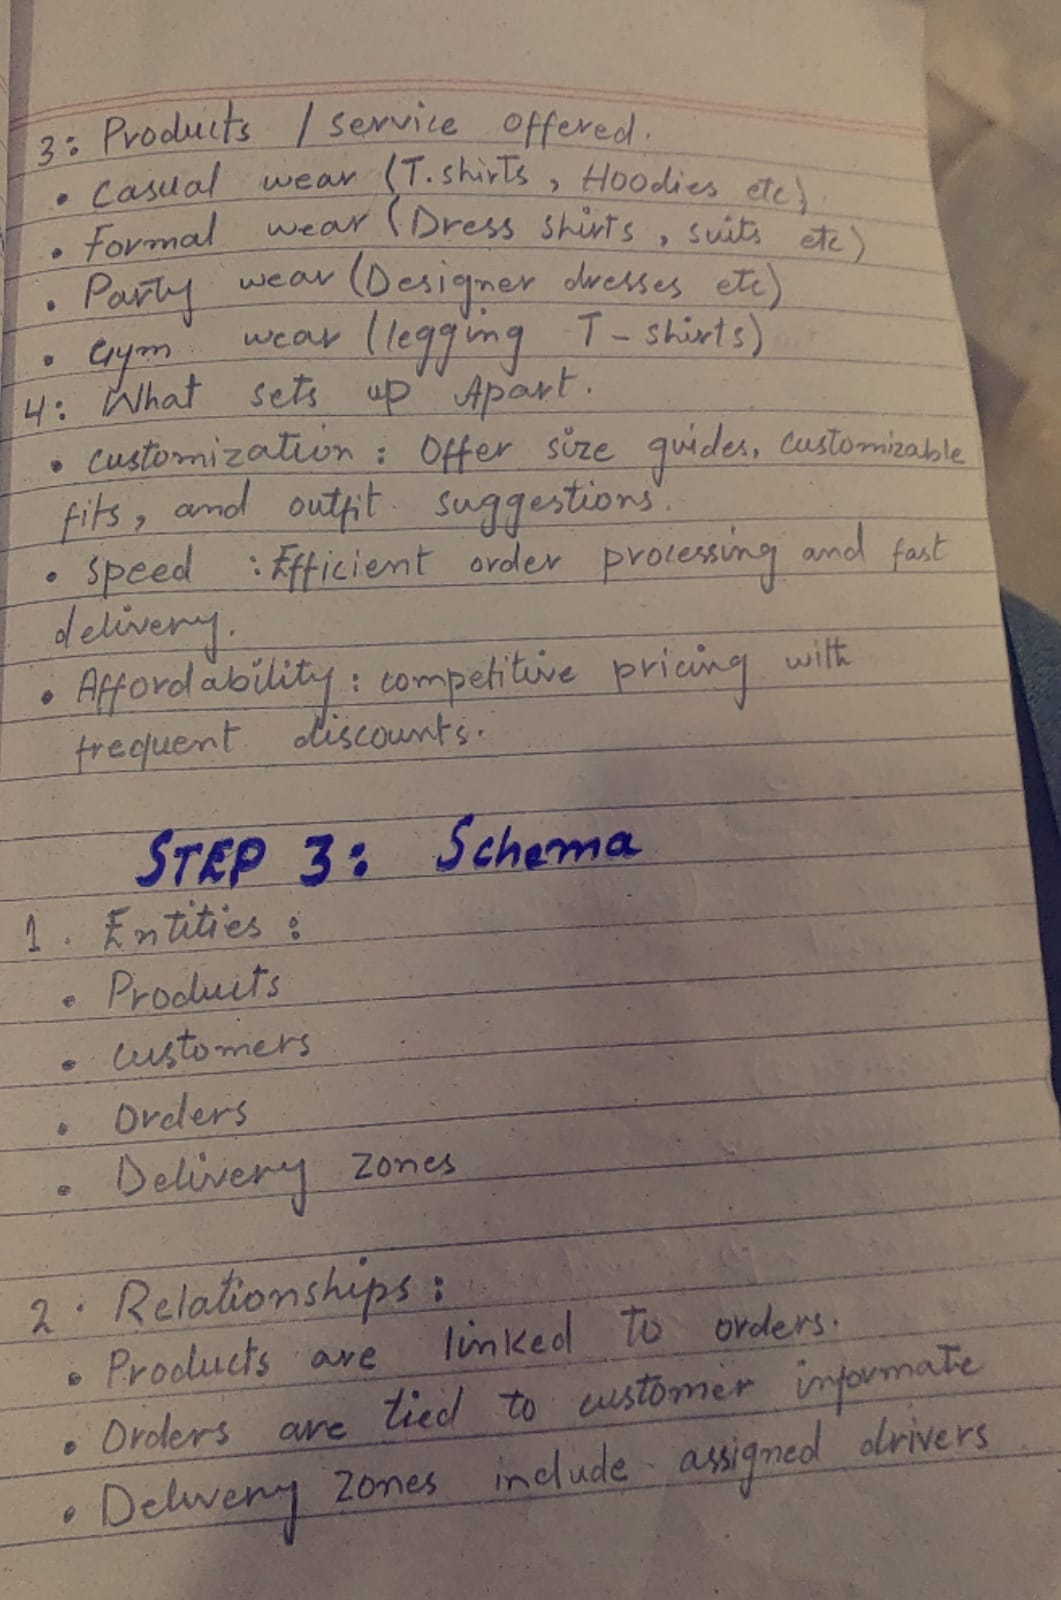 3: Products / service offered.
• Casual wear (T.shirts, Hoodies etc)
• Formal wear (Dress shirts, suits etc)
• Party wear (Designer dresses etc)
• Gym wear (legging T-shirts)
4: What sets up Apart.
• customization: Offer size guides, customizable
fits, and outfit suggestions.
• Speed : Efficient order processing and fast
delivery.
• Affordability: competitive pricing with
frequent discounts.
STEP 3: Schema
1. Entities:
• Products
• customers
• Orders
• Delivery zones
2. Relationships:
• Products are linked to orders.
• Orders are tied to customer informate
• Delivery zones include assigned drivers